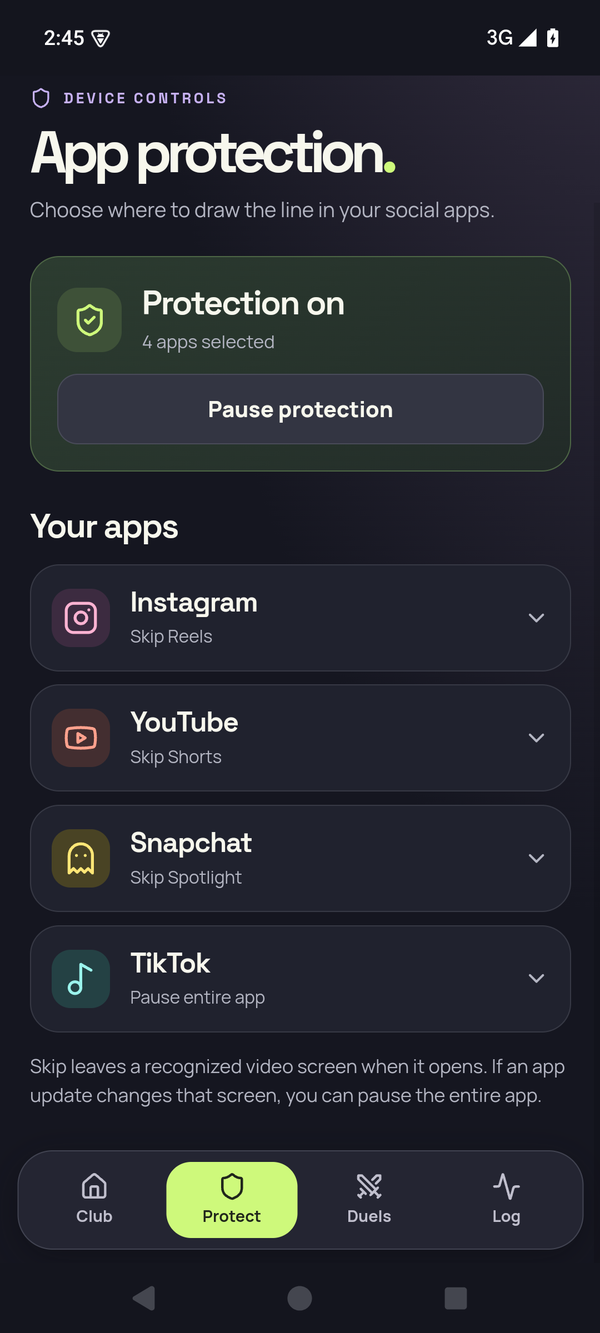 2:45
3G
DEVICE CONTROLS
App protection.
Choose where to draw the line in your social apps.
Protection on
4 apps selected
Pause protection
Your apps
Instagram
Skip Reels
YouTube
Skip Shorts
Snapchat
Skip Spotlight
TikTok
Pause entire app
Skip leaves a recognized video screen when it opens. If an app
update changes that screen, you can pause the entire app.
Club
Protect
Duels
Log